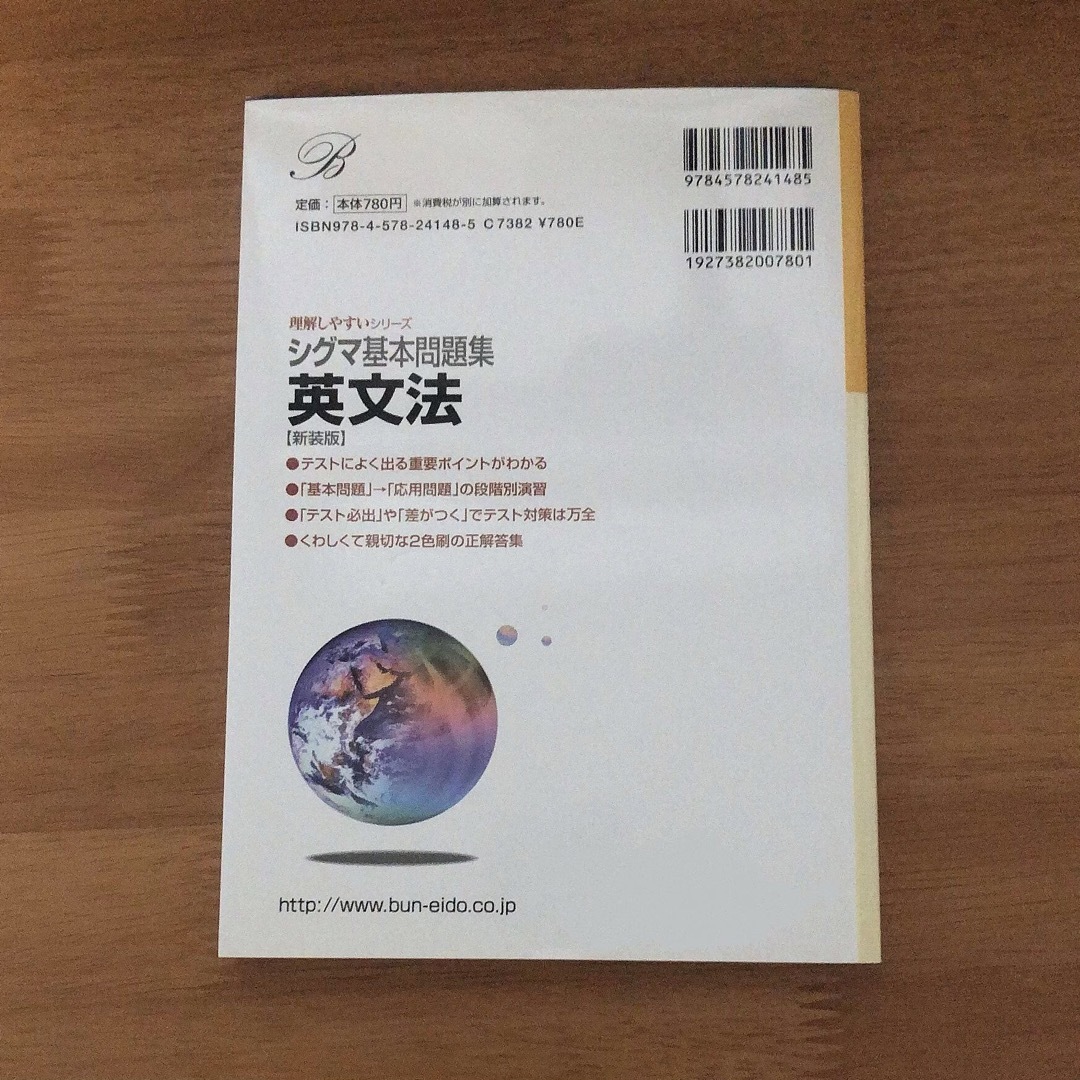 B
定価：本体780円 ※消費税が別に加算されます。
ISBN978-4-578-24148-5 C7382 ¥780E
9784578241485
1927382007801
理解しやすいシリーズ
シグマ基本問題集
英文法
【新装版】
●テストによく出る重要ポイントがわかる
●「基本問題」→「応用問題」の段階別演習
●「テスト必出」や「差がつく」でテスト対策は万全
●くわしくて親切な2色刷の正解答集
http://www.bun-eido.co.jp